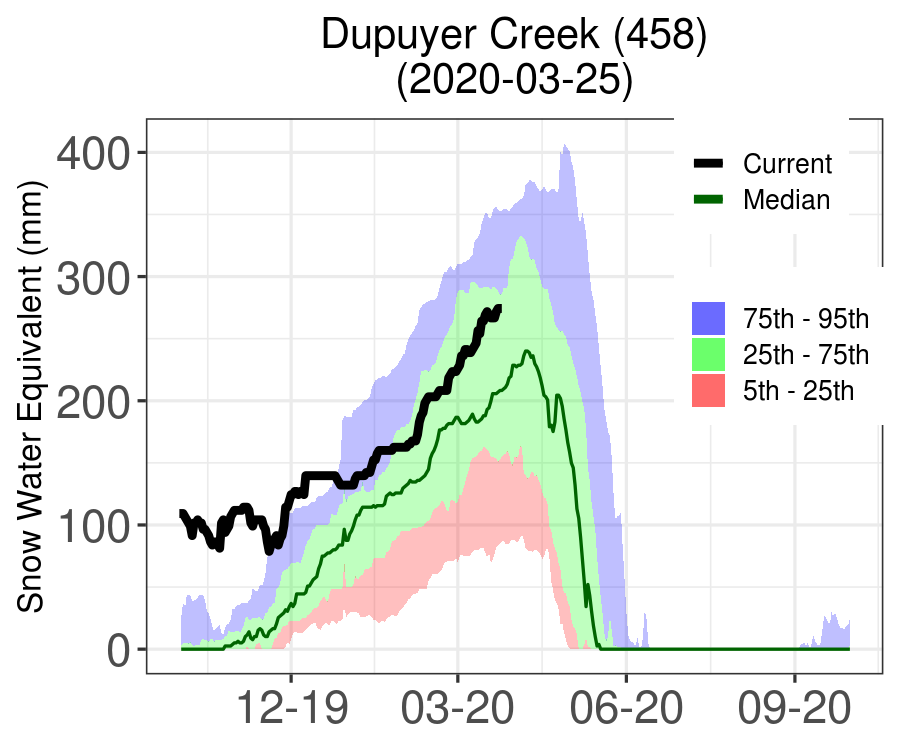 Dupuyer Creek (458)
(2020-03-25)
Snow Water Equivalent (mm)
400
300
200
100
0
12-19
03-20
06-20
09-20
Current
Median
75th - 95th
25th - 75th
5th - 25th